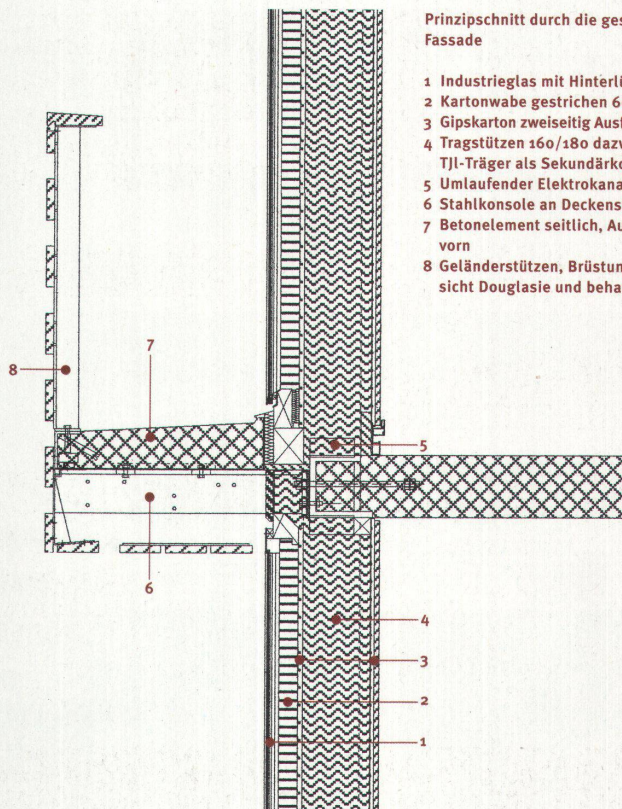 Prinzipschnitt durch die ges
Fassade
1 Industrieglas mit Hinterlü
2 Kartonwabe gestrichen 6
3 Gipskarton zweiseitig Ausf
4 Tragstützen 160/180 dazw
TJI-Träger als Sekundärko
5 Umlaufender Elektrokana
6 Stahlkonsole an Deckens
7 Betonelement seitlich, Au
vorn
8 Geländerstützen, Brüstun
sicht Douglasie und beha
7
8
5
6
4
3
2
1